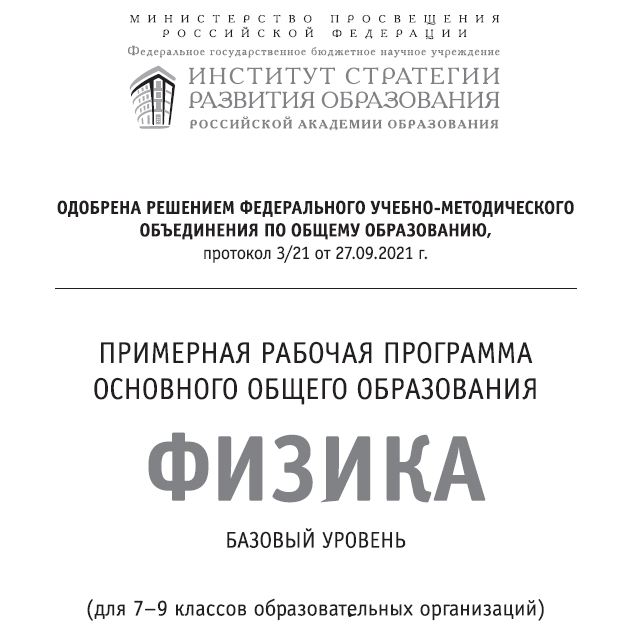 МИНИСТЕРСТВО ПРОСВЕЩЕНИЯ
РОССИЙСКОЙ ФЕДЕРАЦИИ
Федеральное государственное бюджетное научное учреждение
ИНСТИТУТ СТРАТЕГИИ
РАЗВИТИЯ ОБРАЗОВАНИЯ
РОССИЙСКОЙ АКАДЕМИИ ОБРАЗОВАНИЯ
ОДОБРЕНА РЕШЕНИЕМ ФЕДЕРАЛЬНОГО УЧЕБНО-МЕТОДИЧЕСКОГО
ОБЪЕДИНЕНИЯ ПО ОБЩЕМУ ОБРАЗОВАНИЮ,
протокол 3/21 от 27.09.2021 г.
ПРИМЕРНАЯ РАБОЧАЯ ПРОГРАММА
ОСНОВНОГО ОБЩЕГО ОБРАЗОВАНИЯ
ФИЗИКА
БАЗОВЫЙ УРОВЕНЬ
(для 7–9 классов образовательных организаций)